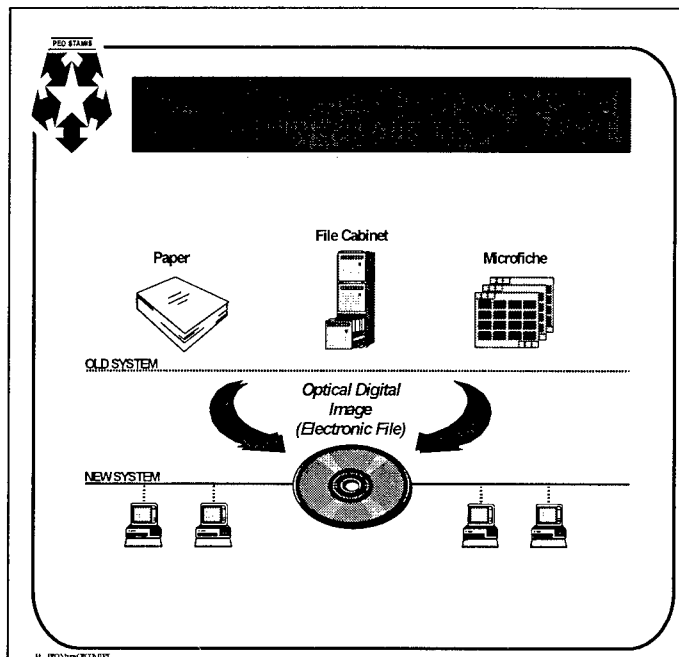 PEO STAMIS
File Cabinet
Paper
Microfiche
OLD SYSTEM
Optical Digital
Image
(Electronic File)
NEW SYSTEM